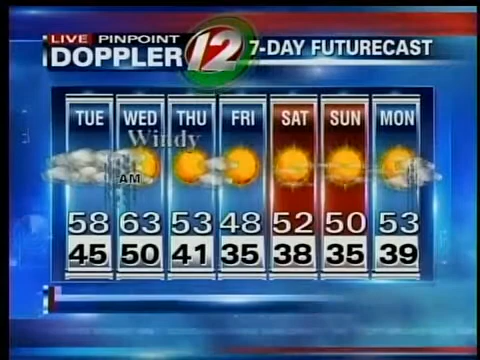 LIVE PINPOINT
DOPPLER 12 7-DAY FUTURECAST
TUE WED THU FRI SAT SUN MON
Windy
AM
58 63 53 48 52 50 53
45 50 41 35 38 35 39